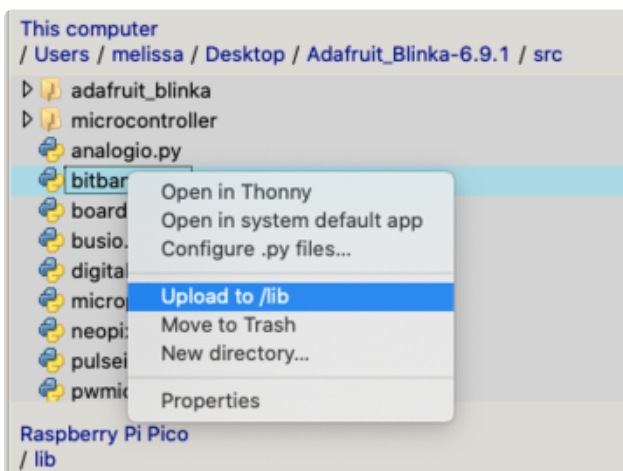 This computer
/ Users / melissa / Desktop / Adafruit_Blinka-6.9.1 / src
adafruit_blinka
microcontroller
analogio.py
bitban
Open in Thonny
board
Open in system default app
busio.
Configure .py files...
digital
microp
Upload to /lib
neopix
Move to Trash
pulsei
New directory...
pwmio
Properties
Raspberry Pi Pico
/ lib